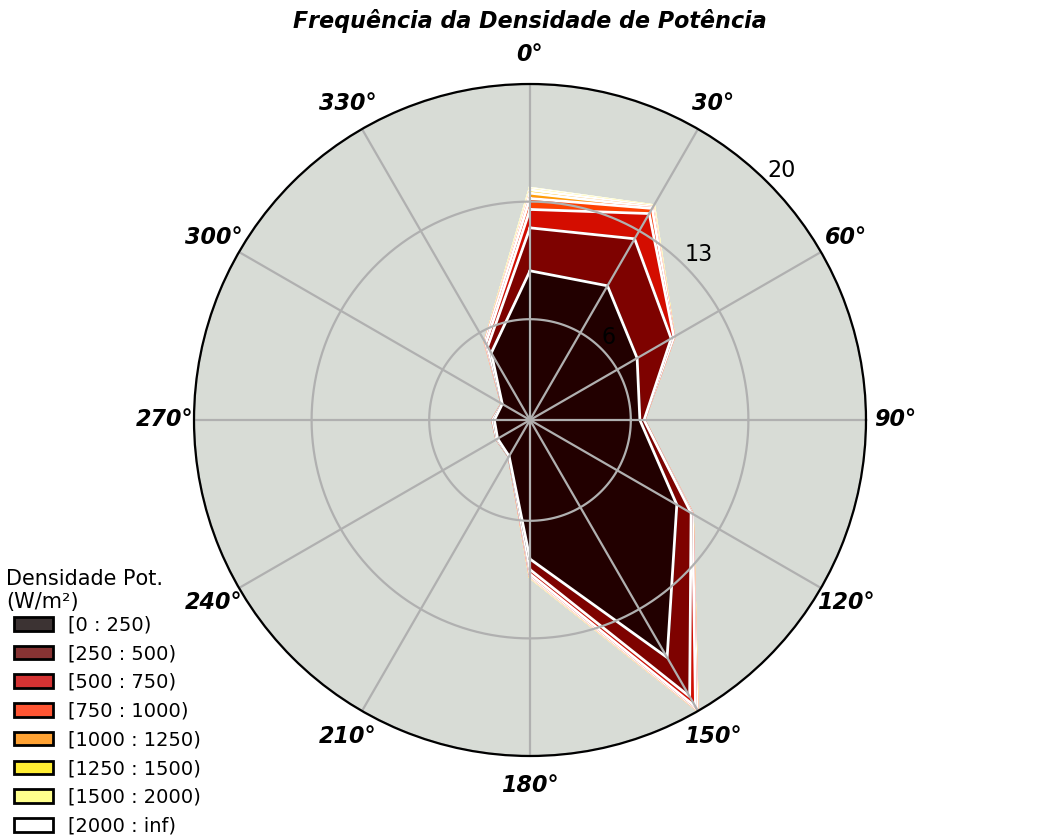 Frequência da Densidade de Potência
0°
330°
30°
20
300°
60°
13
6
270°
90°
Densidade Pot.
(W/m²)
240°
120°
[0 : 250)
[250 : 500)
[500 : 750)
[750 : 1000)
210°
150°
[1000 : 1250)
[1250 : 1500)
180°
[1500 : 2000)
[2000 : inf)